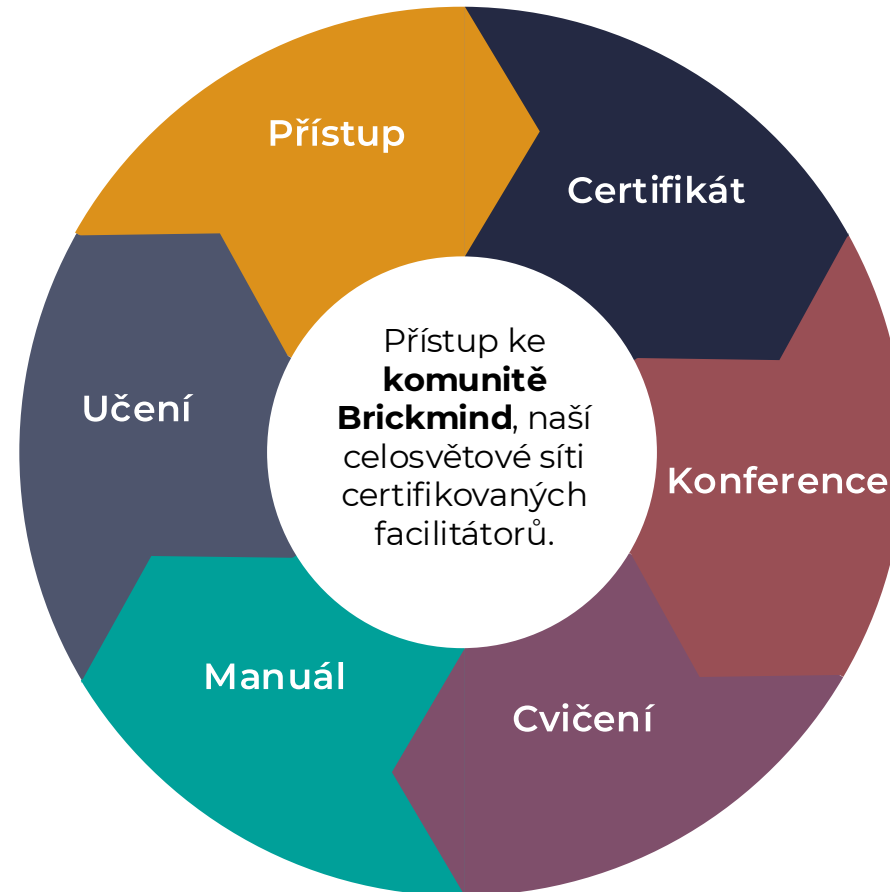 Přístup
Certifikát
Učení
Přístup ke
komunitě
Brickmind, naší
celosvětové síti
certifikovaných
facilitátorů.
Konference
Manuál
Cvičení